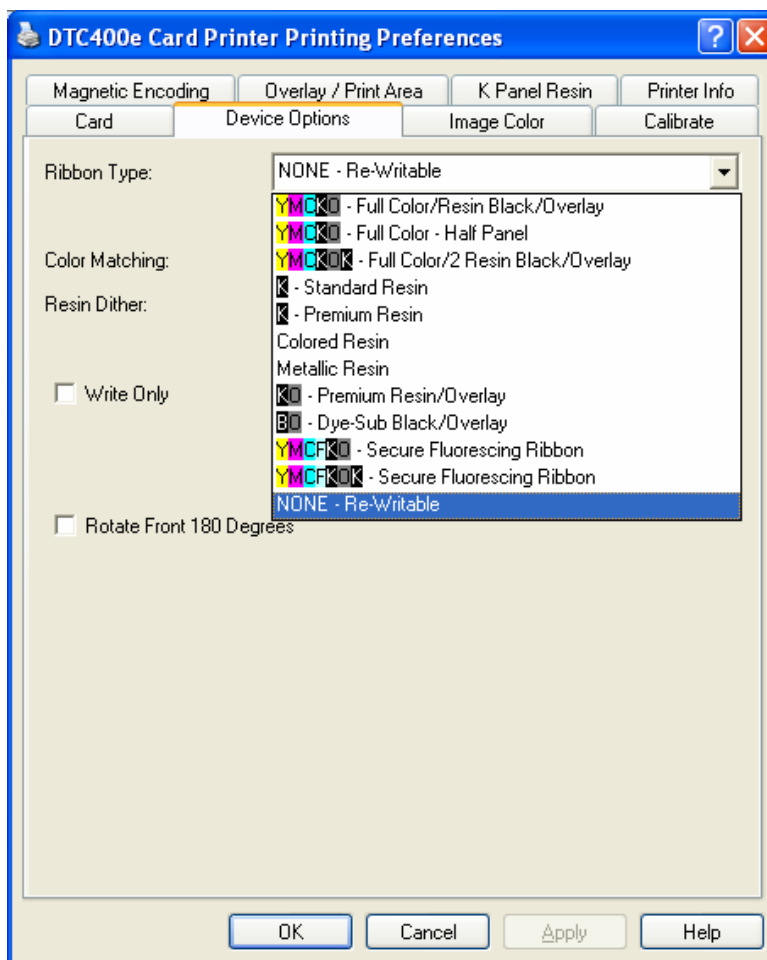 DTC400e Card Printer Printing Preferences
Magnetic Encoding Overlay / Print Area K Panel Resin Printer Info
Card Device Options Image Color Calibrate
Ribbon Type: NONE - Re-Writable
YMCKO - Full Color/Resin Black/Overlay
YMCKO - Full Color - Half Panel
Color Matching: YMCKOK - Full Color/2 Resin Black/Overlay
K - Standard Resin
Resin Dither: K - Premium Resin
Colored Resin
Metallic Resin
Write Only KO - Premium Resin/Overlay
BO - Dye-Sub Black/Overlay
YMCFKO - Secure Fluorescing Ribbon
YMCFKOK - Secure Fluorescing Ribbon
NONE - Re-Writable
Rotate Front 180 Degrees
OK Cancel Apply Help